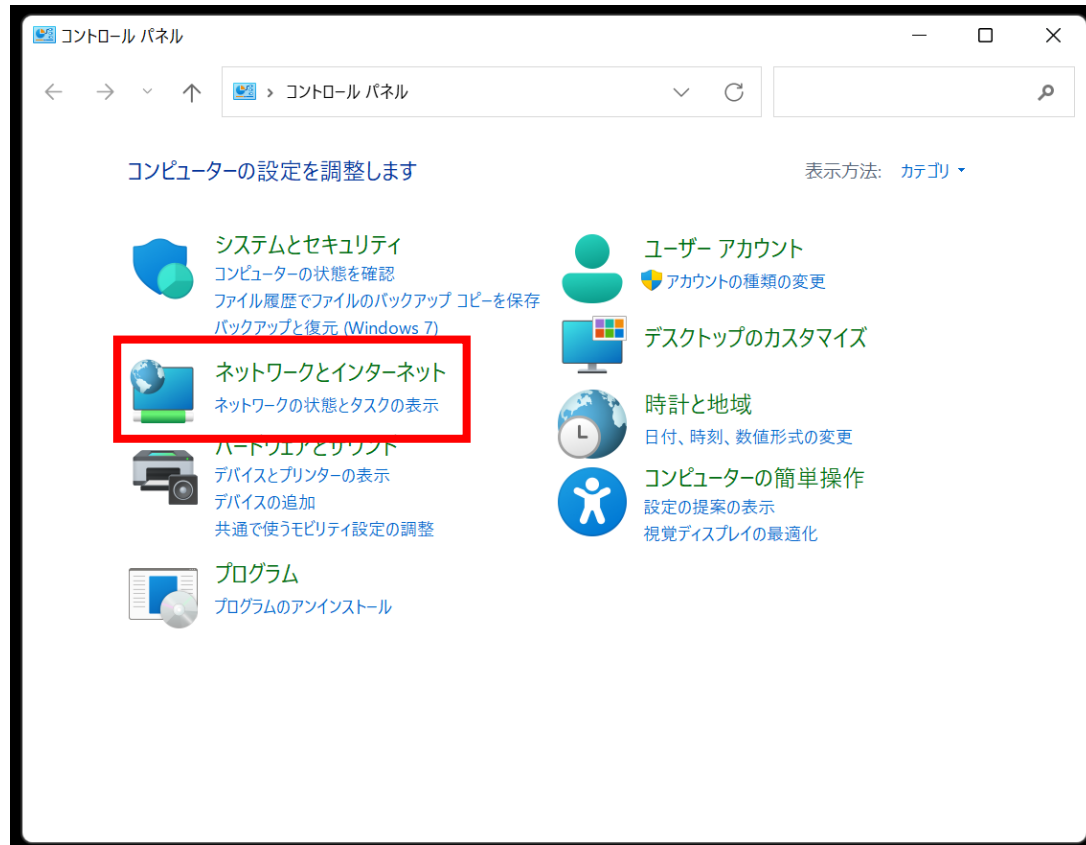 コントロール パネル
コントロール パネル
コンピューターの設定を調整します
表示方法: カテゴリ
システムとセキュリティ
コンピューターの状態を確認
ファイル履歴でファイルのバックアップ コピーを保存
バックアップと復元 (Windows 7)
ネットワークとインターネット
ネットワークの状態とタスクの表示
ハードウェアとサウンド
デバイスとプリンターの表示
デバイスの追加
共通で使うモビリティ設定の調整
プログラム
プログラムのアンインストール
ユーザー アカウント
アカウントの種類の変更
デスクトップのカスタマイズ
時計と地域
日付、時刻、数値形式の変更
コンピューターの簡単操作
設定の提案の表示
視覚ディスプレイの最適化